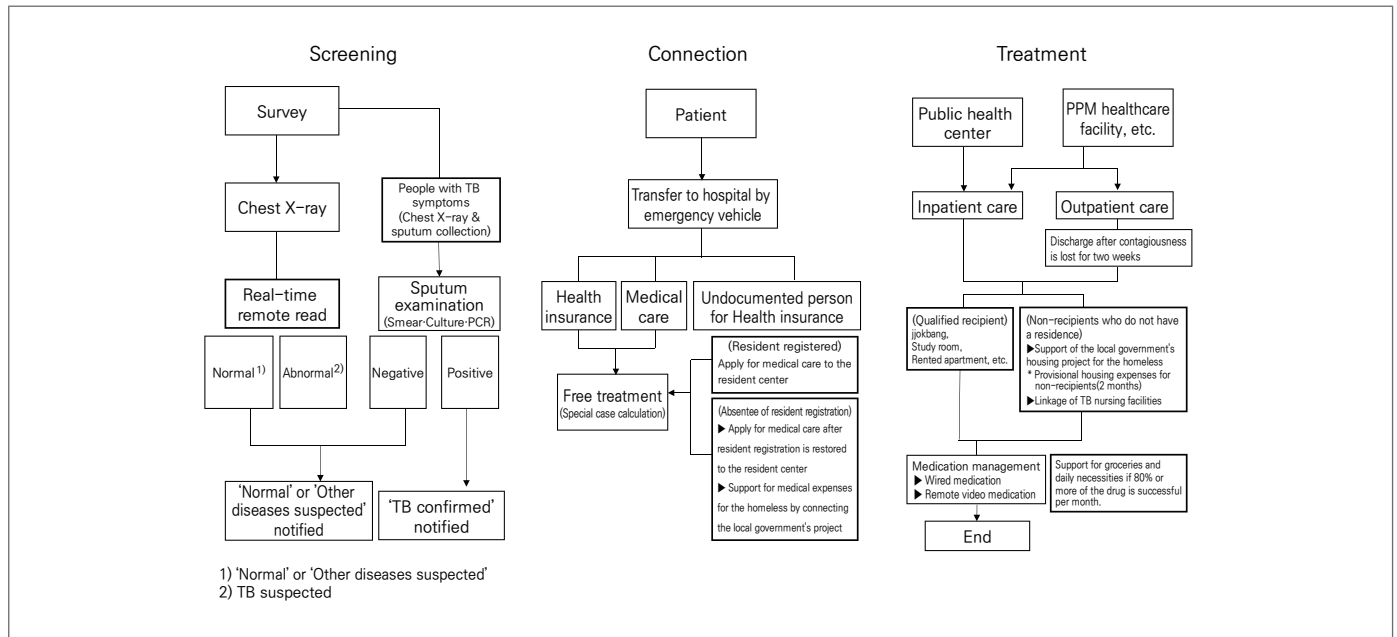 Screening
Survey
Chest X-ray
People with TB
symptoms
(Chest X-ray &
sputum collection)
Real-time
remote read
Sputum
examination
(Smear·Culture·PCR)
Normal 1)
Abnormal 2)
Negative
Positive
'Normal' or 'Other
diseases suspected'
notified
'TB confirmed'
notified
1) 'Normal' or 'Other diseases suspected'
2) TB suspected
Connection
Patient
Transfer to hospital by
emergency vehicle
Health
insurance
Medical
care
Undocumented person
for Health insurance
(Resident registered)
Apply for medical care to the
resident center
Free treatment
(Special case calculation)
(Absentee of resident registration)
▶ Apply for medical care after
resident registration is restored
to the resident center
▶ Support for medical expenses
for the homeless by connecting
the local government's project
Treatment
Public health
center
PPM healthcare
facility, etc.
Inpatient care
Outpatient care
Discharge after contagiousness
is lost for two weeks
(Qualified recipient)
jjokbang,
Study room,
Rented apartment, etc.
(Non-recipients who do not have
a residence)
▶Support of the local government's
housing project for the homeless
* Provisional housing expenses for
non-recipients(2 months)
▶Linkage of TB nursing facilities
Medication management
▶ Wired medication
▶ Remote video medication
Support for groceries and
daily necessities if 80% or
more of the drug is successful
per month.
End